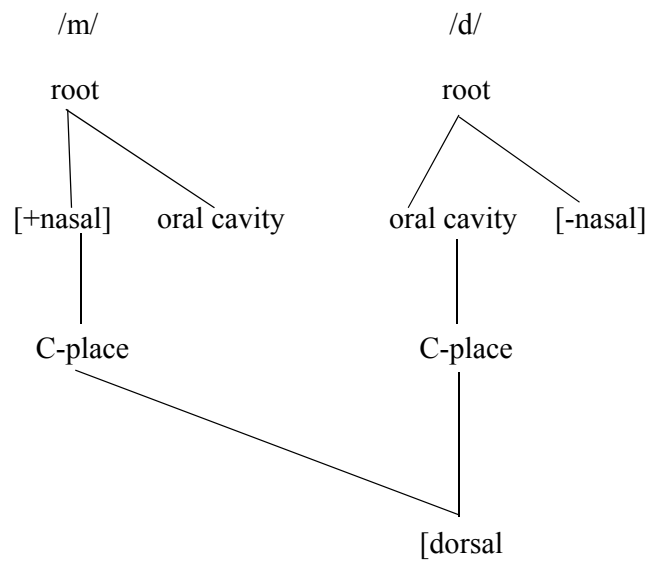 /m/ /d/
root root
[+nasal] oral cavity oral cavity [-nasal]
C-place C-place
[dorsal